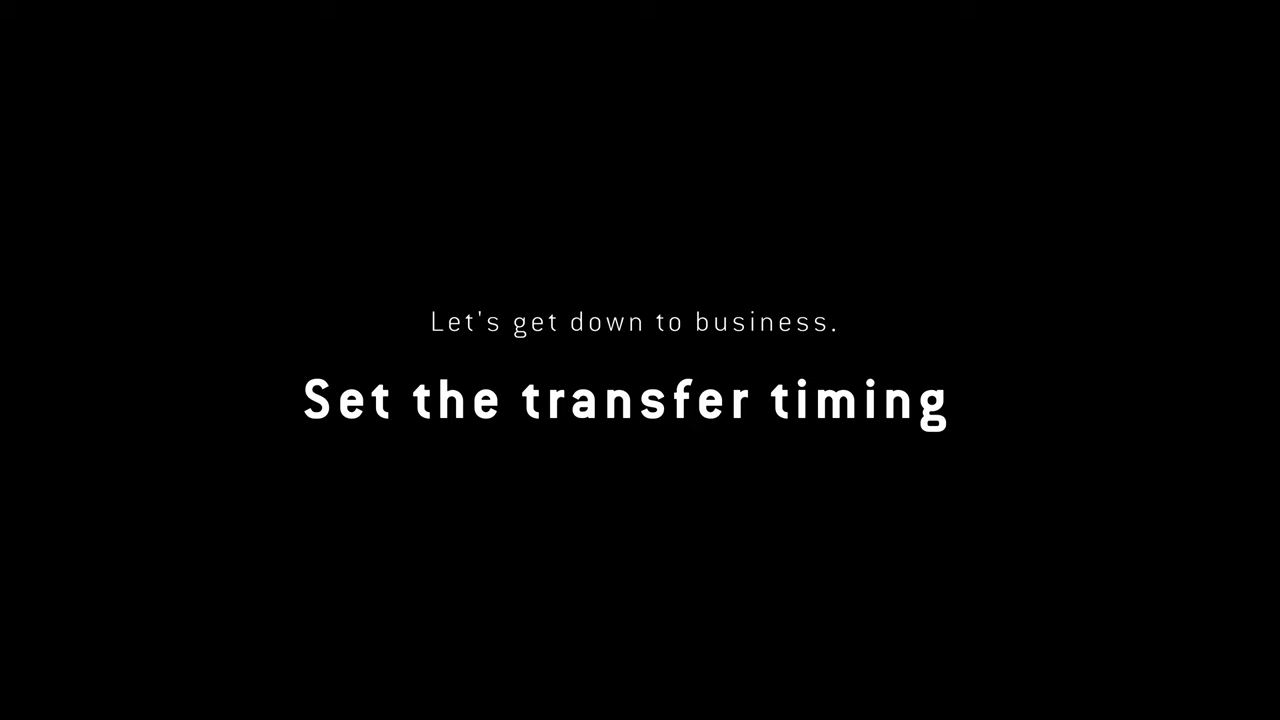 Let's get down to business.
Set the transfer timing